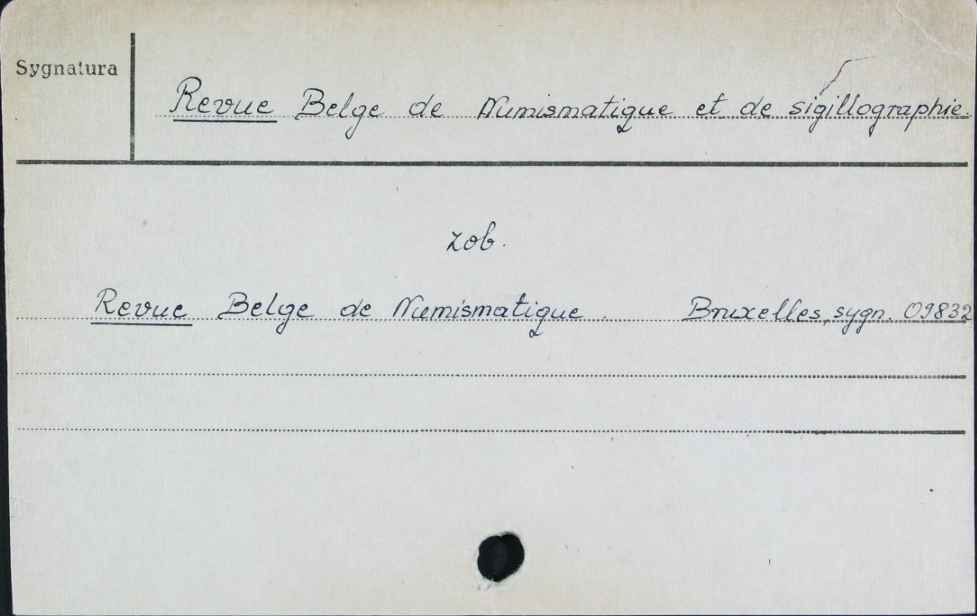 Sygnatura
Revue Belge de Numismatique et de sigillographie.
zob.
Revue Belge de Numismatique. Bruxelles, sygn. 09832